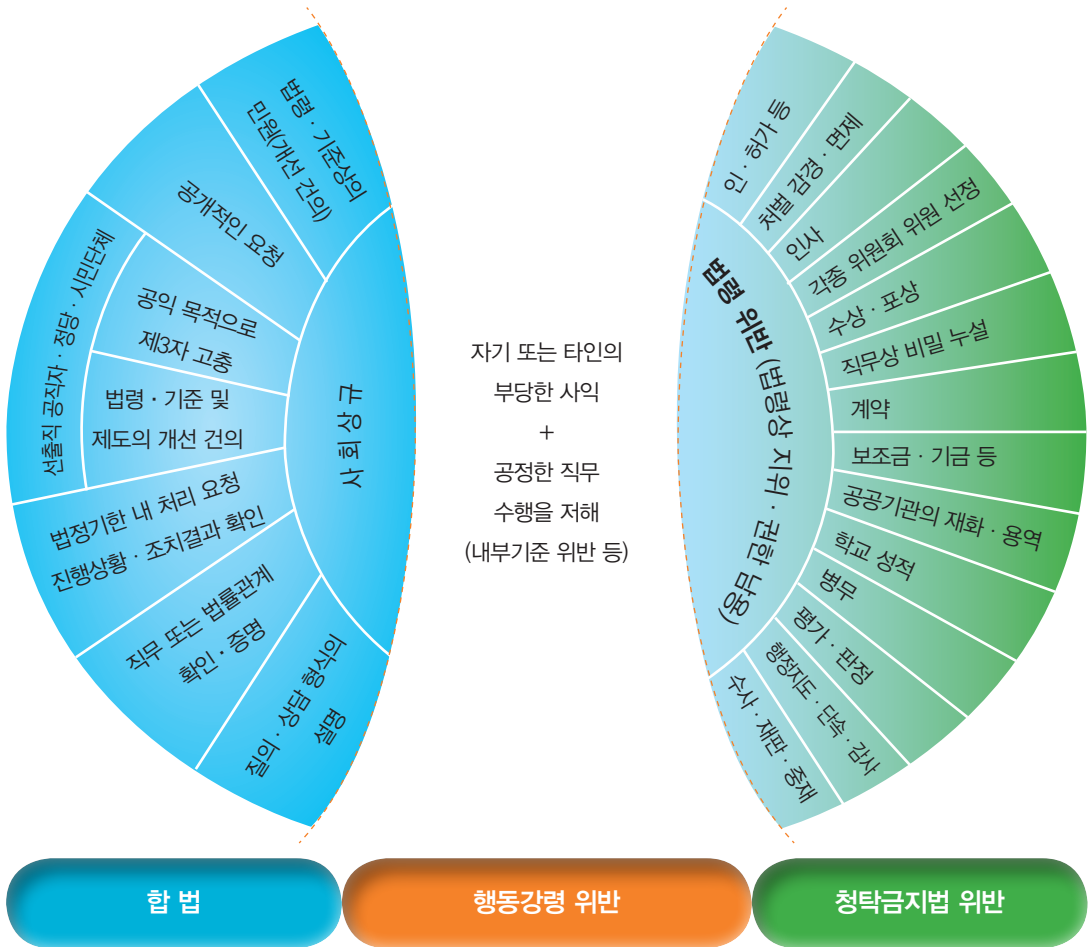 법령 · 기준상의
민원(개선 건의)
공개적인 요청
선출직 공직자 · 정당 · 시민단체
공익 목적으로
제3자 고충
법령 · 기준 및
제도의 개선 건의
법정기한 내 처리 요청
진행상황 · 조치결과 확인
직무 또는 법률관계
확인 · 증명
질의 · 상담 형식의
설명
사회상규
자기 또는 타인의
부당한 사익
+
공정한 직무
수행을 저해
(내부기준 위반 등)
법령 위반 (법령상 지위 · 권한 남용)
인 · 허가 등
처벌 감경 · 면제
인사
각종 위원회 위원 선정
수상 · 포상
직무상 비밀 누설
계약
보조금 · 기금 등
공공기관의 재화 · 용역
학교 성적
병무
평가 · 판정
행정지도 · 단속 · 감사
수사 · 재판 · 중재
합 법
행동강령 위반
청탁금지법 위반